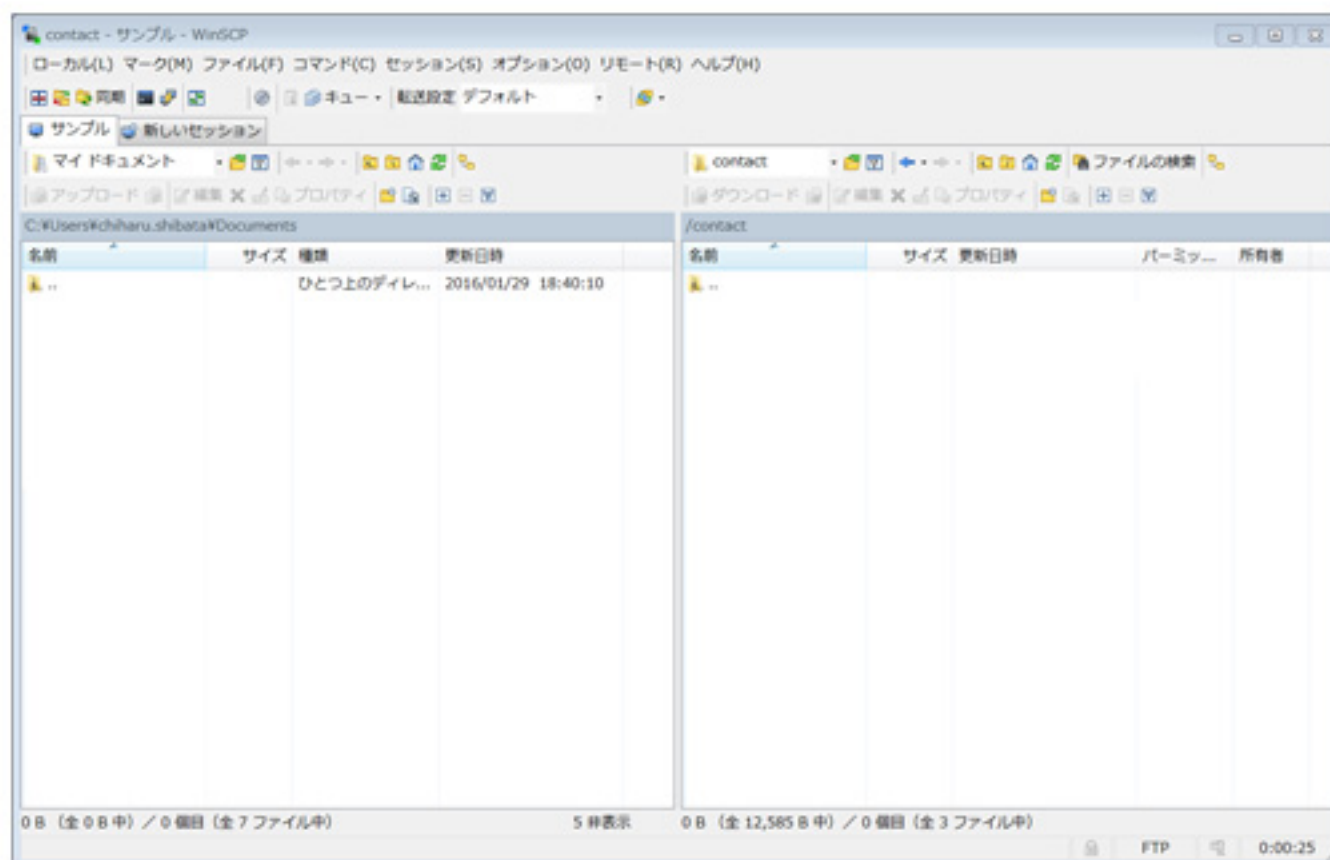 contact - サンプル - WinSCP
ローカル(L) マーク(M) ファイル(F) コマンド(C) セッション(S) オプション(O) リモート(R) ヘルプ(H)
同期 キュー 転送設定 デフォルト
サンプル 新しいセッション
マイ ドキュメント contact ファイルの検索
アップロード 編集 プロパティ ダウンロード 編集 プロパティ
C:¥Users¥chiharu.shibata¥Documents /contact
名前 サイズ 種類 更新日時 名前 サイズ 更新日時 パーミッ... 所有者
.. ひとつ上のディレ... 2016/01/29 18:40:10 ..
0 B （全 0 B 中）／ 0 個目（全 7 ファイル中） 5 非表示 0 B （全 12,585 B 中）／ 0 個目（全 3 ファイル中）
FTP 0:00:25